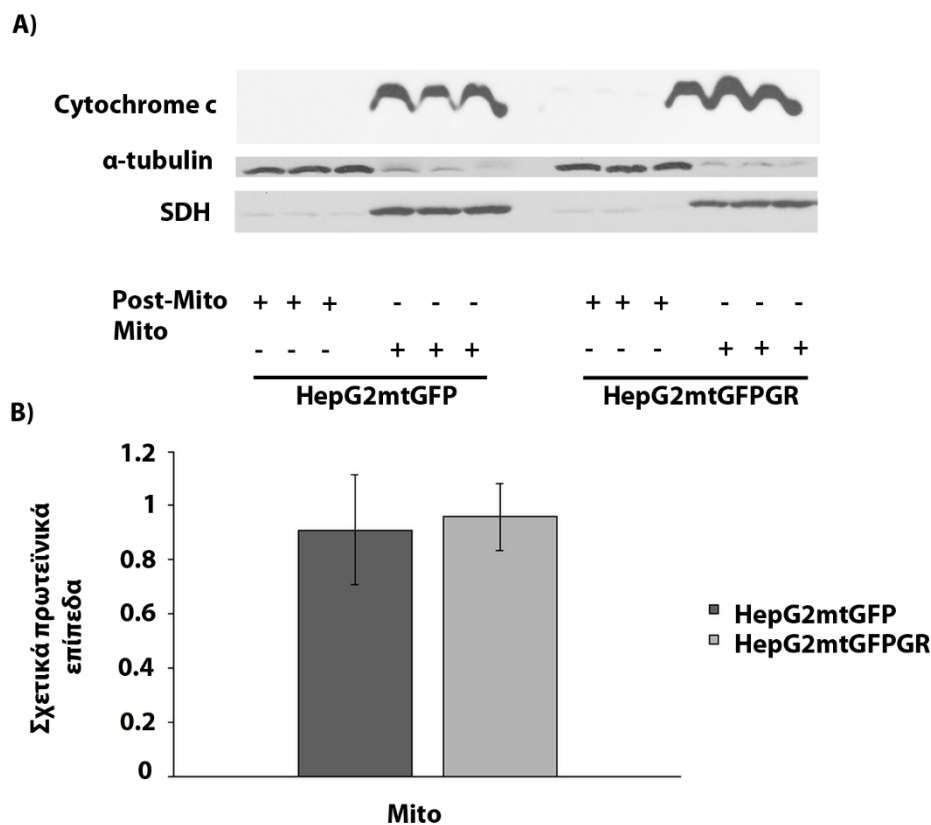 A)
Cytochrome c
α-tubulin
SDH
Post-Mito + + + - - - + + + - - -
Mito - - - + + + - - - + + +
HepG2mtGFP HepG2mtGFPGR
B)
1.2
1
0.8
0.6
0.4
0.2
0
Σχετικά πρωτεϊνικά
επίπεδα
HepG2mtGFP
HepG2mtGFPGR
Mito